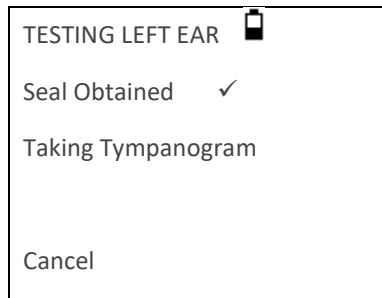 TESTING LEFT EAR
Seal Obtained ✓
Taking Tympanogram
Cancel